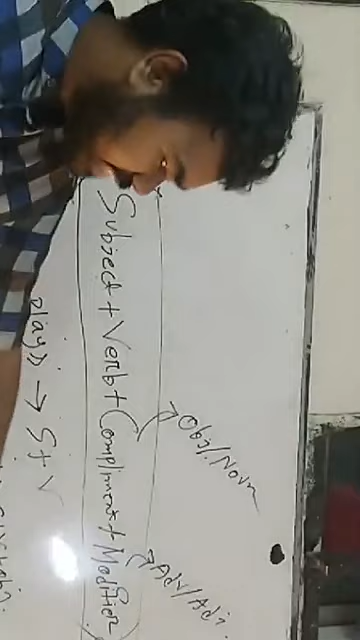 Obj/Noun Adv/Adj
Subject + Verb + Compliment + Modifier
plays → S + V